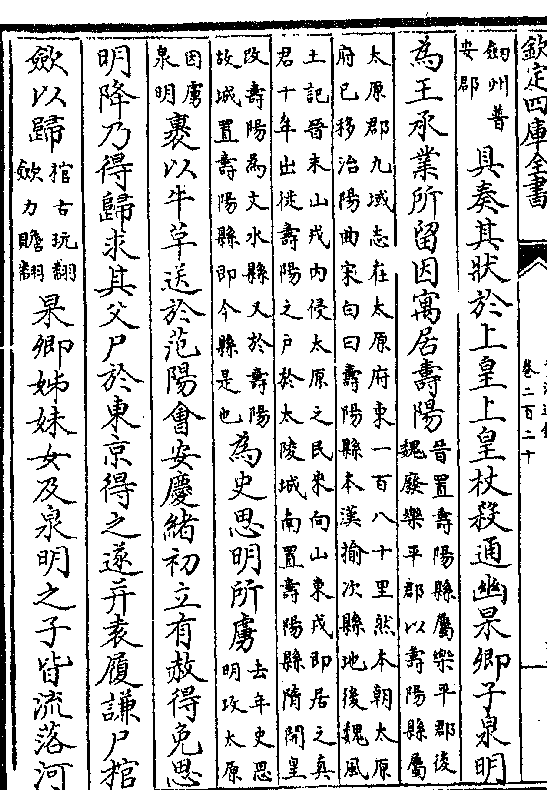 欽定四庫全書
卷二百二十
劒州普
安郡
具奏其狀於上皇上皇杖殺通幽杲卿子泉明
為王承業所留因寓居壽陽
晉置壽陽縣屬樂平郡後
魏廢樂平郡以壽陽縣屬
太原郡九域志在太原府東一百八十里然本朝太原
府已移治陽曲宋白曰壽陽縣本漢榆次縣地後魏風
土記晉末山戎内侵太原之民來向山東戎即居之真
君十年出徙壽陽之戶於太陵城南置壽陽縣隋開皇
改壽陽為文水縣又於壽陽
故城置壽陽縣即今縣是也
為史思明所虜
去年史思
明攻太原
因虜
泉明
裹以牛草送於范陽會安慶緒初立有赦得免思
明降乃得歸求其父尸於東京得之遂并袁履謙尸棺
歛以歸
棺古玩翻
歛力贍翻
杲卿姊妹女及泉明之子皆流落河